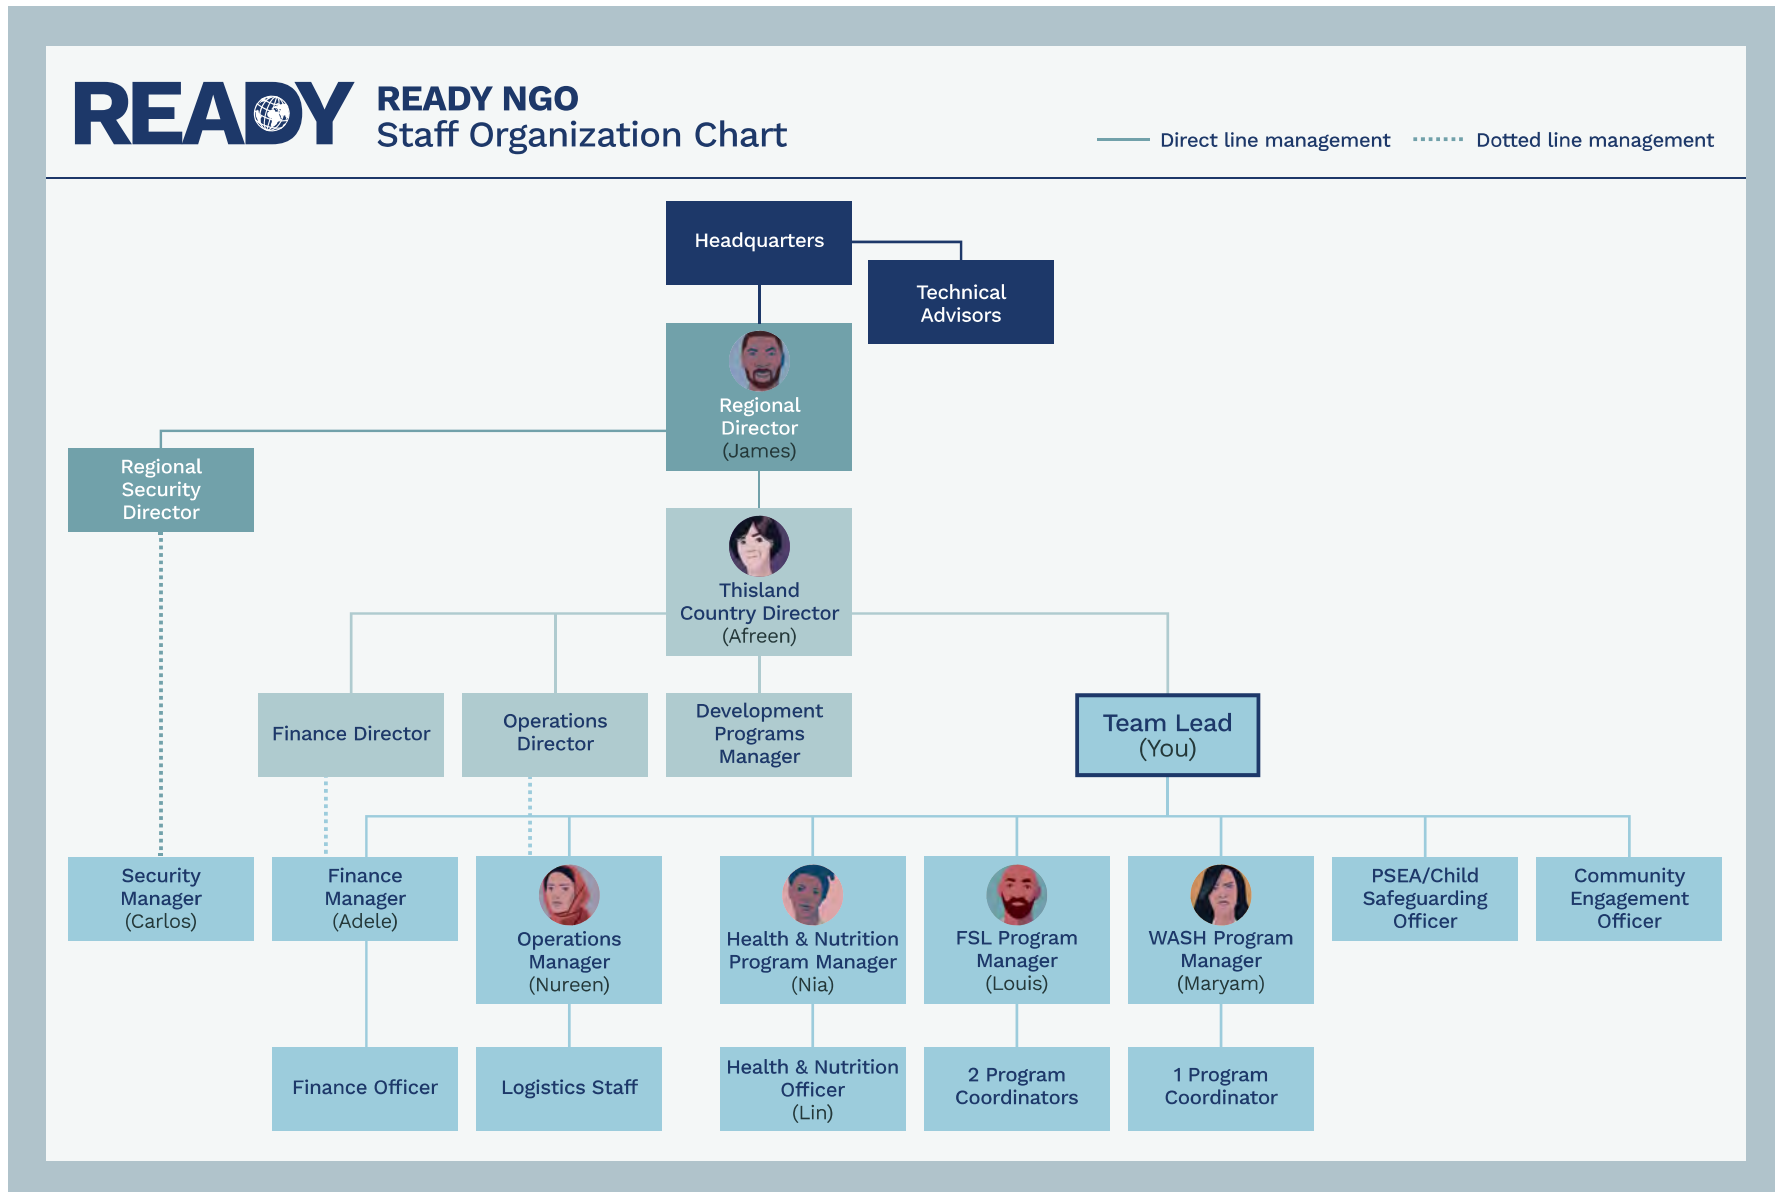 READY
READY NGO
Staff Organization Chart
Direct line management
Dotted line management
Headquarters
Technical
Advisors
Regional
Director
(James)
Regional
Security
Director
Thisland
Country Director
(Afreen)
Finance Director
Operations
Director
Development
Programs
Manager
Team Lead
(You)
Security
Manager
(Carlos)
Finance
Manager
(Adele)
Operations
Manager
(Nureen)
Health & Nutrition
Program Manager
(Nia)
FSL Program
Manager
(Louis)
WASH Program
Manager
(Maryam)
PSEA/Child
Safeguarding
Officer
Community
Engagement
Officer
Finance Officer
Logistics Staff
Health & Nutrition
Officer
(Lin)
2 Program
Coordinators
1 Program
Coordinator